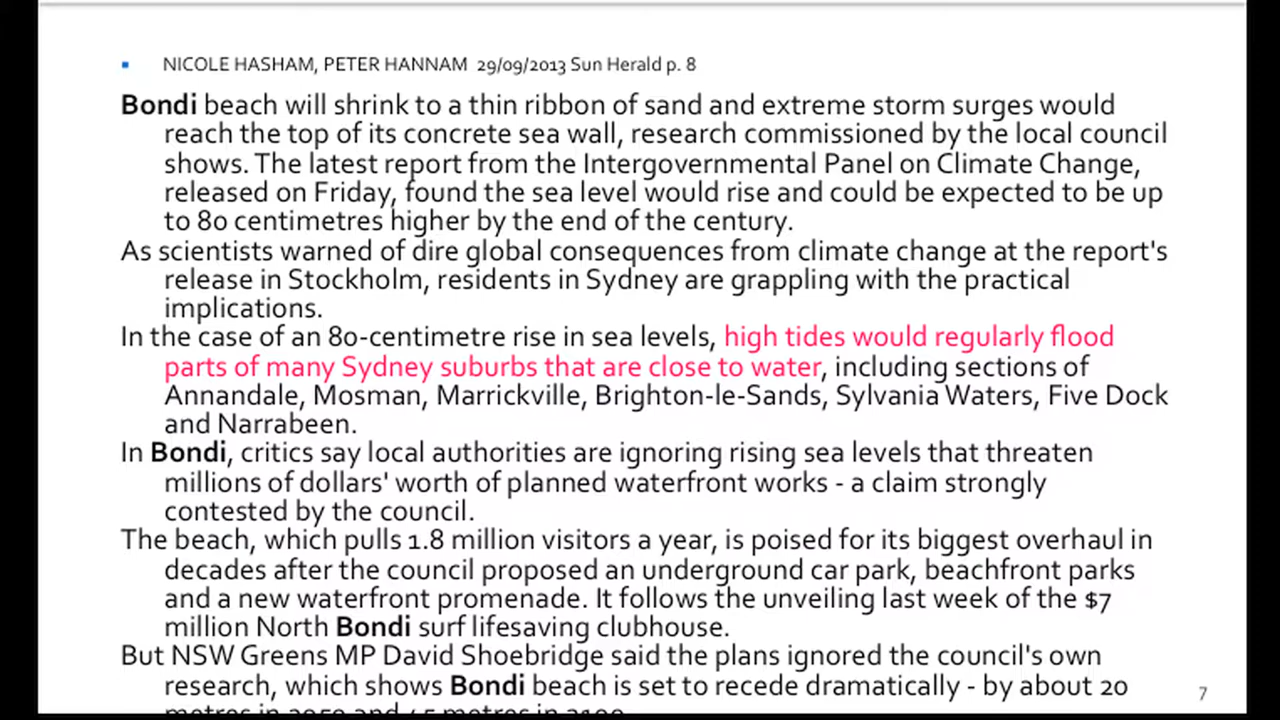 NICOLE HASHAM, PETER HANNAM 29/09/2013 Sun Herald p. 8
Bondi beach will shrink to a thin ribbon of sand and extreme storm surges would
reach the top of its concrete sea wall, research commissioned by the local council
shows. The latest report from the Intergovernmental Panel on Climate Change,
released on Friday, found the sea level would rise and could be expected to be up
to 80 centimetres higher by the end of the century.
As scientists warned of dire global consequences from climate change at the report's
release in Stockholm, residents in Sydney are grappling with the practical
implications.
In the case of an 80-centimetre rise in sea levels, high tides would regularly flood
parts of many Sydney suburbs that are close to water, including sections of
Annandale, Mosman, Marrickville, Brighton-le-Sands, Sylvania Waters, Five Dock
and Narrabeen.
In Bondi, critics say local authorities are ignoring rising sea levels that threaten
millions of dollars' worth of planned waterfront works - a claim strongly
contested by the council.
The beach, which pulls 1.8 million visitors a year, is poised for its biggest overhaul in
decades after the council proposed an underground car park, beachfront parks
and a new waterfront promenade. It follows the unveiling last week of the $7
million North Bondi surf lifesaving clubhouse.
But NSW Greens MP David Shoebridge said the plans ignored the council's own
research, which shows Bondi beach is set to recede dramatically - by about 20
metres in 2050 and 45 metres in 2100
7